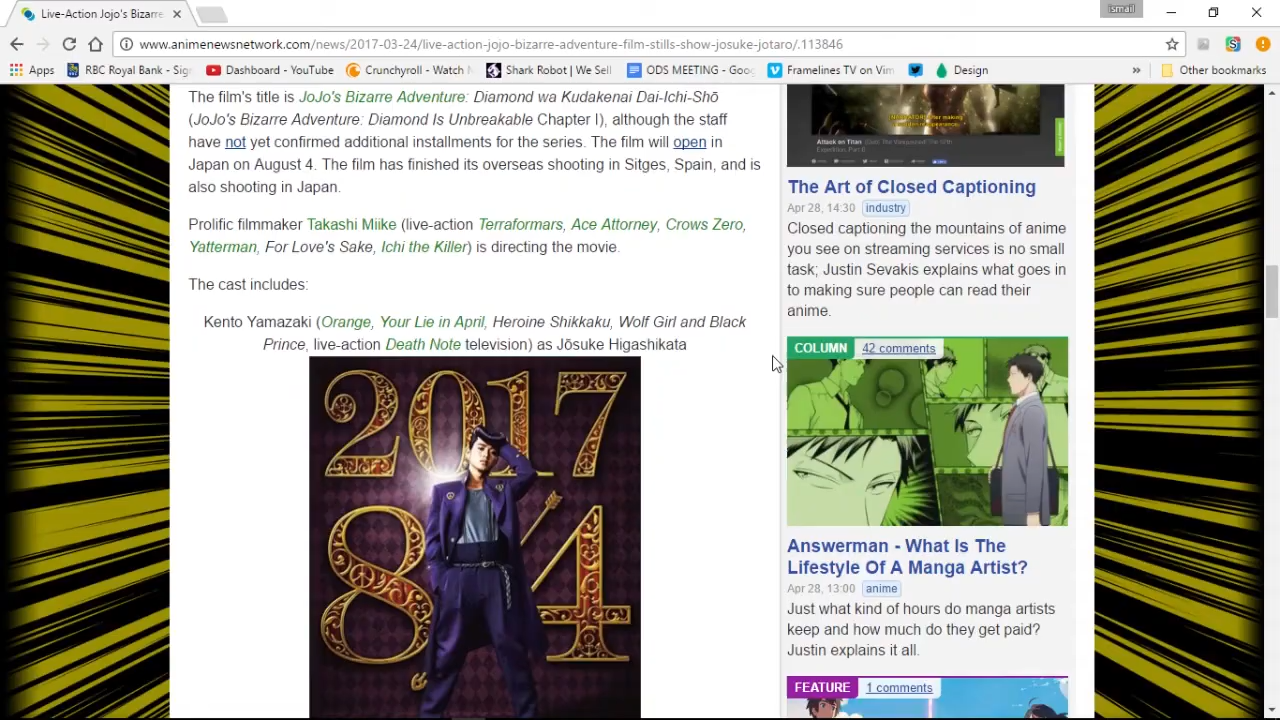 Live-Action Jojo's Bizarre
ismail
www.animenewsnetwork.com/news/2017-03-24/live-action-jojo-bizarre-adventure-film-stills-show-josuke-jotaro/.113846
Apps
RBC Royal Bank - Sig
Dashboard - YouTube
Crunchyroll - Watch
Shark Robot | We Sell
ODS MEETING - Goo
Framelines TV on Vim
Design
Other bookmarks
The film's title is JoJo's Bizarre Adventure: Diamond wa Kudakenai Dai-Ichi-Shō
(JoJo's Bizarre Adventure: Diamond Is Unbreakable Chapter I), although the staff
have not yet confirmed additional installments for the series. The film will open in
Japan on August 4. The film has finished its overseas shooting in Sitges, Spain, and is
also shooting in Japan.
Prolific filmmaker Takashi Miike (live-action Terraformars, Ace Attorney, Crows Zero,
Yatterman, For Love's Sake, Ichi the Killer) is directing the movie.
The cast includes:
Kento Yamazaki (Orange, Your Lie in April, Heroine Shikkaku, Wolf Girl and Black
Prince, live-action Death Note television) as Jōsuke Higashikata
2017
8 4
Attack on Titan
The Art of Closed Captioning
Apr 28, 14:30 industry
Closed captioning the mountains of anime
you see on streaming services is no small
task; Justin Sevakis explains what goes in
to making sure people can read their
anime.
COLUMN 42 comments
Answerman - What Is The
Lifestyle Of A Manga Artist?
Apr 28, 13:00 anime
Just what kind of hours do manga artists
keep and how much do they get paid?
Justin explains it all.
FEATURE 1 comments